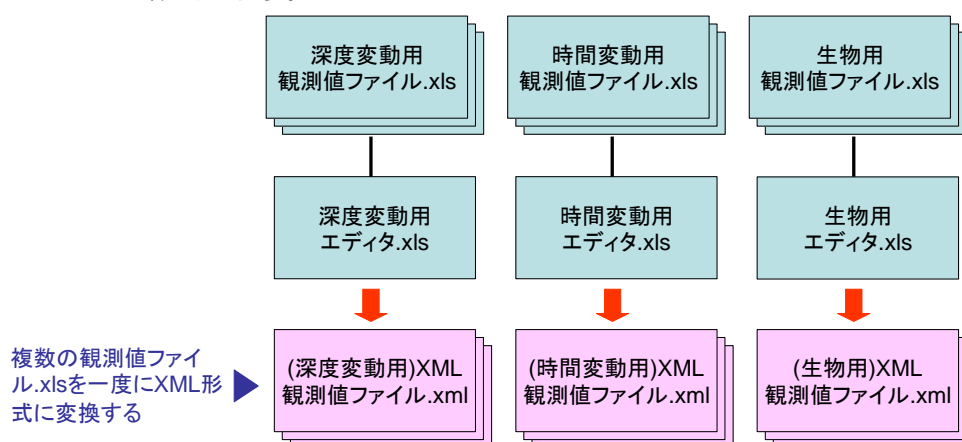 深度変動用
観測値ファイル.xls
時間変動用
観測値ファイル.xls
生物用
観測値ファイル.xls
深度変動用
エディタ.xls
時間変動用
エディタ.xls
生物用
エディタ.xls
複数の観測値ファイ
ル.xlsを一度にXML形
式に変換する
(深度変動用)XML
観測値ファイル.xml
(時間変動用)XML
観測値ファイル.xml
(生物用)XML
観測値ファイル.xml